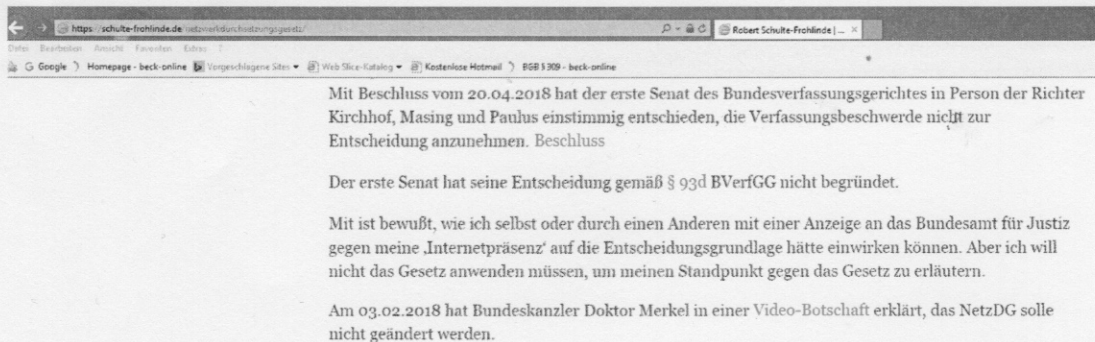 https://schulte-frohlinde.de/netzwerkdurchsetzungsgesetz/
Robert Schulte-Frohlinde | ... ×
Datei Bearbeiten Ansicht Favoriten Extras ?
G Google Homepage - beck-online Vorgeschlagene Sites Web Slice-Katalog Kostenlose Hotmail BGB § 309 - beck-online
Mit Beschluss vom 20.04.2018 hat der erste Senat des Bundesverfassungsgerichtes in Person der Richter
Kirchhof, Masing und Paulus einstimmig entschieden, die Verfassungsbeschwerde nicht zur
Entscheidung anzunehmen. Beschluss
Der erste Senat hat seine Entscheidung gemäß § 93d BVerfGG nicht begründet.
Mit ist bewußt, wie ich selbst oder durch einen Anderen mit einer Anzeige an das Bundesamt für Justiz
gegen meine ‚Internetpräsenz‘ auf die Entscheidungsgrundlage hätte einwirken können. Aber ich will
nicht das Gesetz anwenden müssen, um meinen Standpunkt gegen das Gesetz zu erläutern.
Am 03.02.2018 hat Bundeskanzler Doktor Merkel in einer Video-Botschaft erklärt, das NetzDG solle
nicht geändert werden.